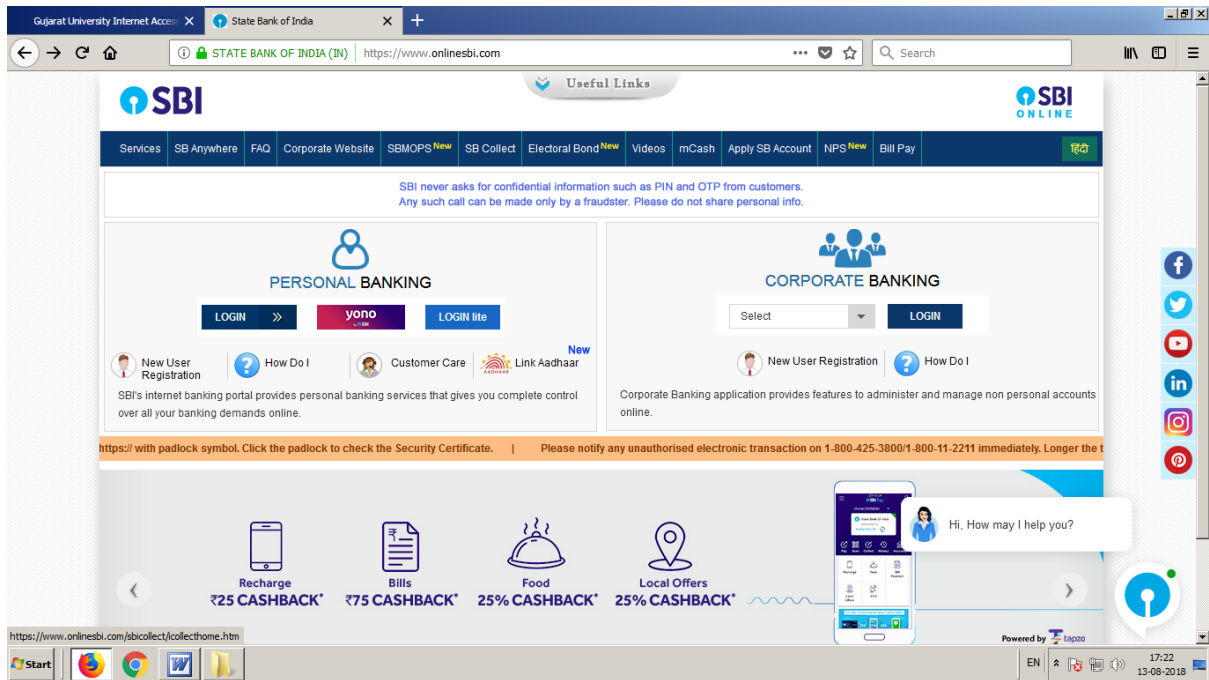 Gujarat University Internet Acces
State Bank of India
STATE BANK OF INDIA (IN) https://www.onlinesbi.com
Search
Useful Links
SBI
SBI
ONLINE
Services SB Anywhere FAQ Corporate Website SBMOPS New SB Collect Electoral Bond New Videos mCash Apply SB Account NPS New Bill Pay हिंदी
SBI never asks for confidential information such as PIN and OTP from customers.
Any such call can be made only by a fraudster. Please do not share personal info.
PERSONAL BANKING
LOGIN yono LOGIN lite
New
New User Registration
How Do I
Customer Care
AADHAAR
Link Aadhaar
SBI's internet banking portal provides personal banking services that gives you complete control
over all your banking demands online.
CORPORATE BANKING
Select LOGIN
New User Registration How Do I
Corporate Banking application provides features to administer and manage non personal accounts
online.
https:// with padlock symbol. Click the padlock to check the Security Certificate. | Please notify any unauthorised electronic transaction on 1-800-425-3800/1-800-11-2211 immediately. Longer the t
Recharge
₹25 CASHBACK*
Bills
₹75 CASHBACK*
Food
25% CASHBACK*
Local Offers
25% CASHBACK*
Hi, How may I help you?
Powered by tapzo
https://www.onlinesbi.com/sbicollect/icollecthome.htm
Start
EN
17:22
13-08-2018